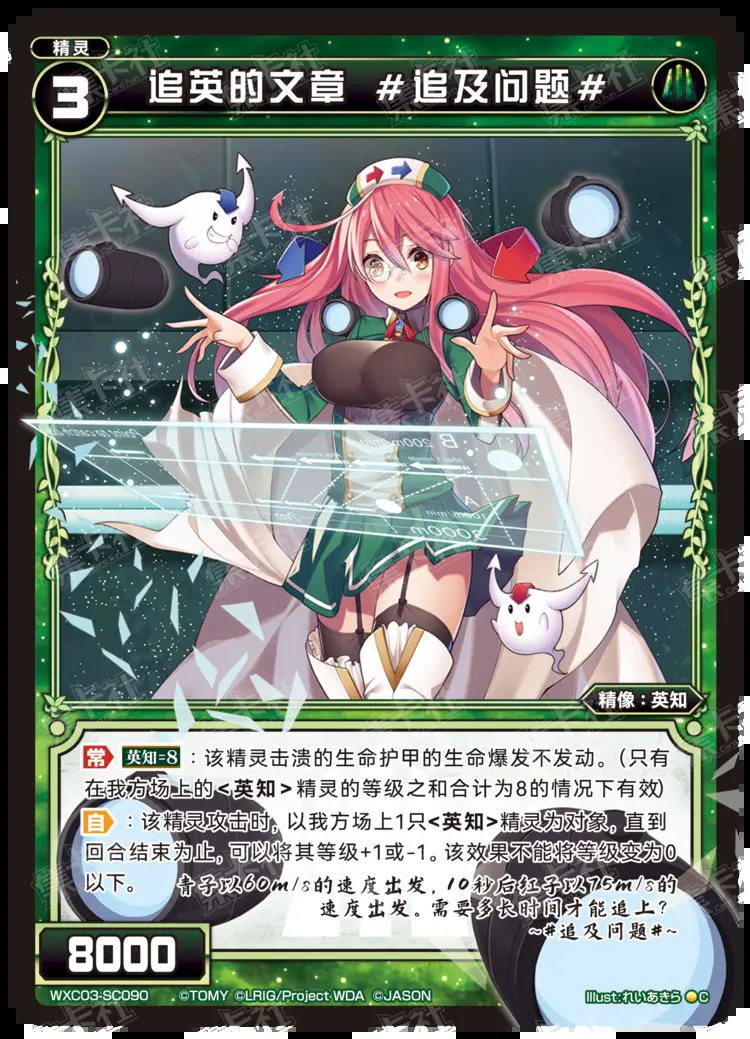 精灵
3
追英的文章 #追及问题#
B 200m/min
A
100m/min
3000m
精像：英知
常 英知=8：该精灵击溃的生命护甲的生命爆发不发动。（只有
在我方场上的<英知>精灵的等级之和合计为8的情况下有效）
自：该精灵攻击时，以我方场上1只<英知>精灵为对象，直到
回合结束为止，可以将其等级+1或-1。该效果不能将等级变为0
以下。
青子以60m/s的速度出发，10秒后红子以75m/s的
速度出发。需要多长时间才能追上？
~#追及问题#~
8000
WXC03-SC090 ©TOMY ©LRIG/Project WDA ©JASON
Illust:れいあきら C
集卡社